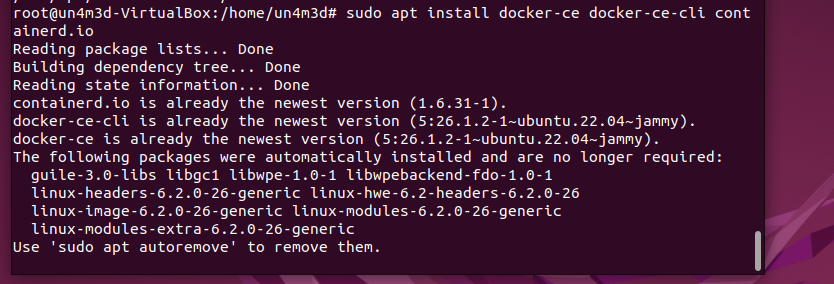 root@un4m3d-VirtualBox:/home/un4m3d# sudo apt install docker-ce docker-ce-cli cont
ainerd.io
Reading package lists... Done
Building dependency tree... Done
Reading state information... Done
containerd.io is already the newest version (1.6.31-1).
docker-ce-cli is already the newest version (5:26.1.2-1~ubuntu.22.04~jammy).
docker-ce is already the newest version (5:26.1.2-1~ubuntu.22.04~jammy).
The following packages were automatically installed and are no longer required:
  guile-3.0-libs libgc1 libwpe-1.0-1 libwpebackend-fdo-1.0-1
  linux-headers-6.2.0-26-generic linux-hwe-6.2-headers-6.2.0-26
  linux-image-6.2.0-26-generic linux-modules-6.2.0-26-generic
  linux-modules-extra-6.2.0-26-generic
Use 'sudo apt autoremove' to remove them.